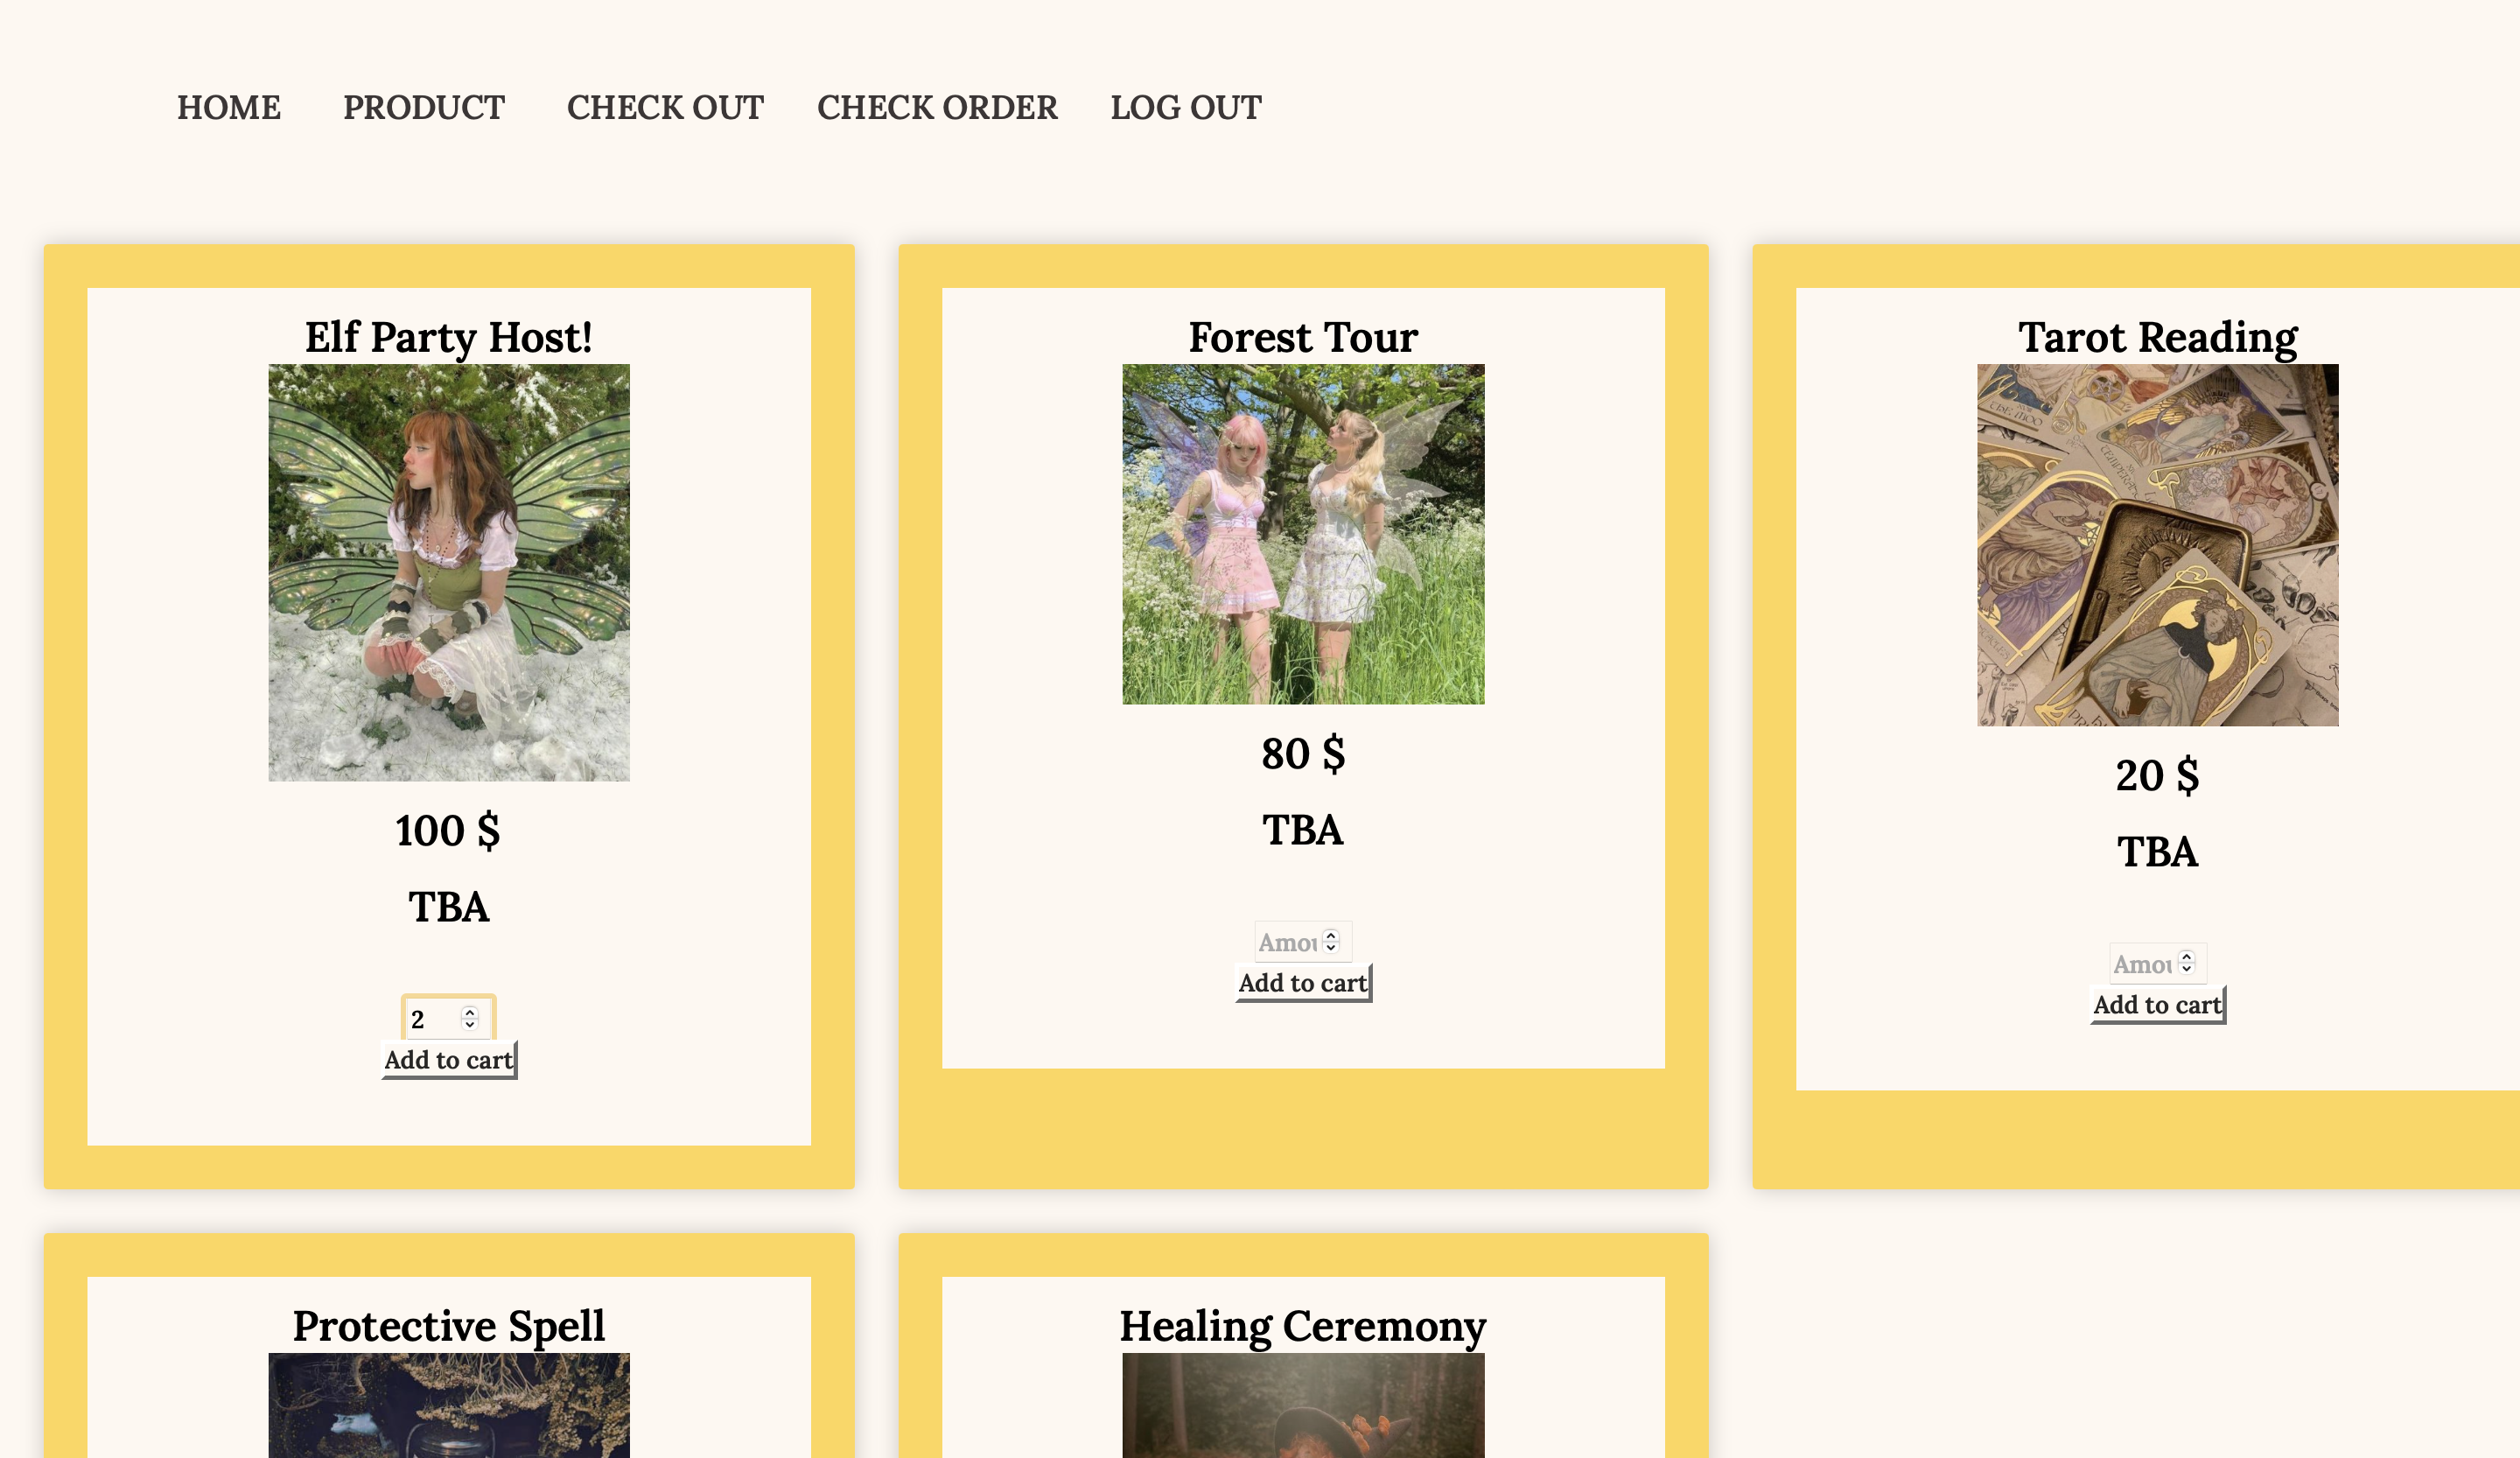 HOME PRODUCT CHECK OUT CHECK ORDER LOG OUT
Elf Party Host!
100 $
TBA
2
Add to cart
Forest Tour
80 $
TBA
Amou
Add to cart
Tarot Reading
20 $
TBA
Amou
Add to cart
Protective Spell
Healing Ceremony